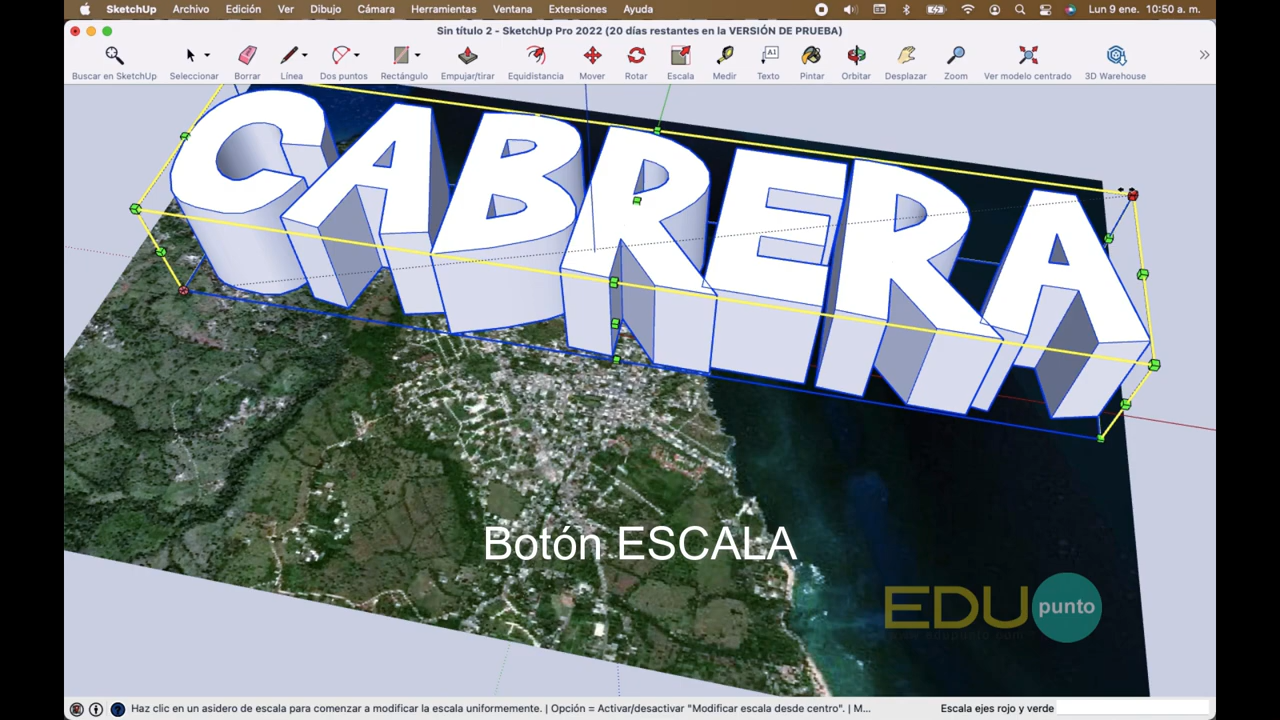 SketchUp Archivo Edición Ver Dibujo Cámara Herramientas Ventana Extensiones Ayuda Lun 9 ene. 10:50 a. m.
Sin título 2 - SketchUp Pro 2022 (20 días restantes en la VERSIÓN DE PRUEBA)
A1
Buscar en SketchUp Seleccionar Borrar Línea Dos puntos Rectángulo Empujar/tirar Equidistancia Mover Rotar Escala Medir Texto Pintar Orbitar Desplazar Zoom Ver modelo centrado 3D Warehouse
CABRERA
Botón ESCALA
EDU punto
www.edupunto.com
Haz clic en un asidero de escala para comenzar a modificar la escala uniformemente. | Opción = Activar/desactivar "Modificar escala desde centro". | M... Escala ejes rojo y verde